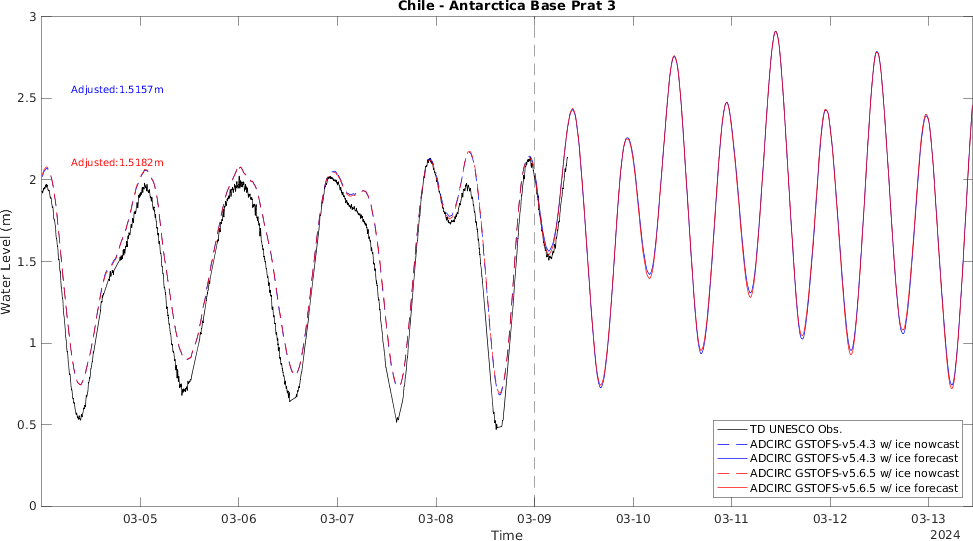 Chile - Antarctica Base Prat 3
3
2.5
2
1.5
1
0.5
0
Water Level (m)
Adjusted:1.5157m
Adjusted:1.5182m
TD UNESCO Obs.
ADCIRC GSTOFS-v5.4.3 w/ ice nowcast
ADCIRC GSTOFS-v5.4.3 w/ ice forecast
ADCIRC GSTOFS-v5.6.5 w/ ice nowcast
ADCIRC GSTOFS-v5.6.5 w/ ice forecast
03-05 03-06 03-07 03-08 03-09 03-10 03-11 03-12 03-13
Time
2024